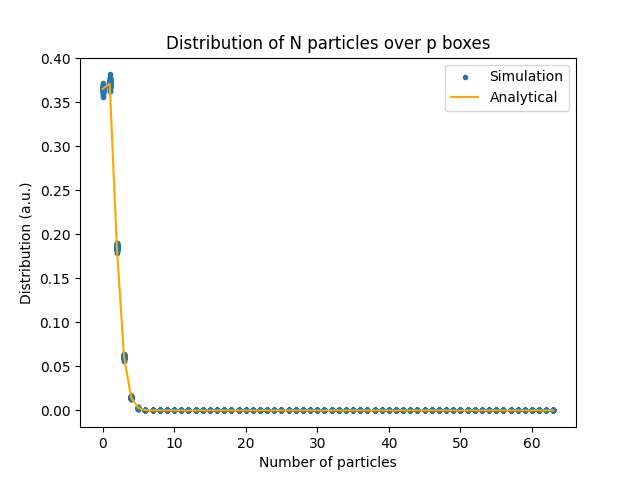 Distribution of N particles over p boxes
Simulation
Analytical
Distribution (a.u.)
0.40
0.35
0.30
0.25
0.20
0.15
0.10
0.05
0.00
0 10 20 30 40 50 60
Number of particles